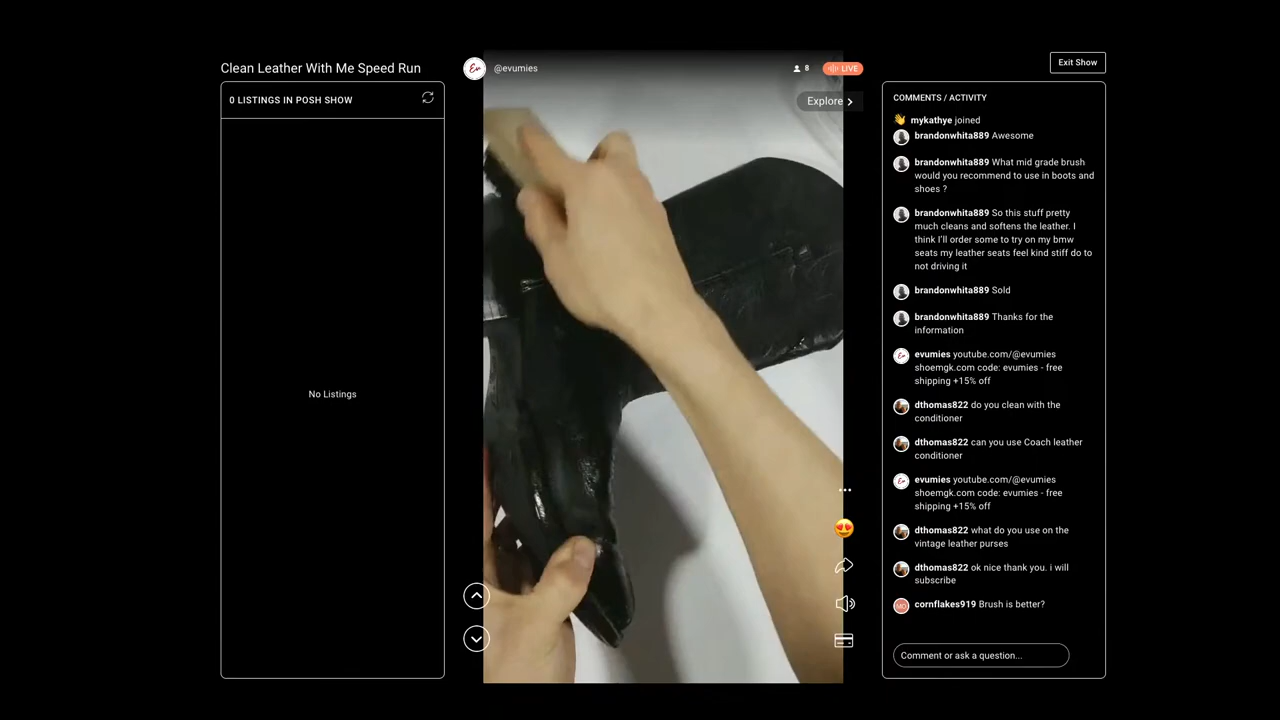 Clean Leather With Me Speed Run
0 LISTINGS IN POSH SHOW
No Listings
Ev
@evumies
8
LIVE
Explore
Exit Show
COMMENTS / ACTIVITY
mykathye joined
brandonwhita889 Awesome
brandonwhita889 What mid grade brush
would you recommend to use in boots and
shoes ?
brandonwhita889 So this stuff pretty
much cleans and softens the leather. I
think I'll order some to try on my bmw
seats my leather seats feel kind stiff do to
not driving it
brandonwhita889 Sold
brandonwhita889 Thanks for the
information
Ev
evumies youtube.com/@evumies
shoemgk.com code: evumies - free
shipping +15% off
dthomas822 do you clean with the
conditioner
dthomas822 can you use Coach leather
conditioner
Ev
evumies youtube.com/@evumies
shoemgk.com code: evumies - free
shipping +15% off
dthomas822 what do you use on the
vintage leather purses
dthomas822 ok nice thank you. i will
subscribe
MO
cornflakes919 Brush is better?
Comment or ask a question...